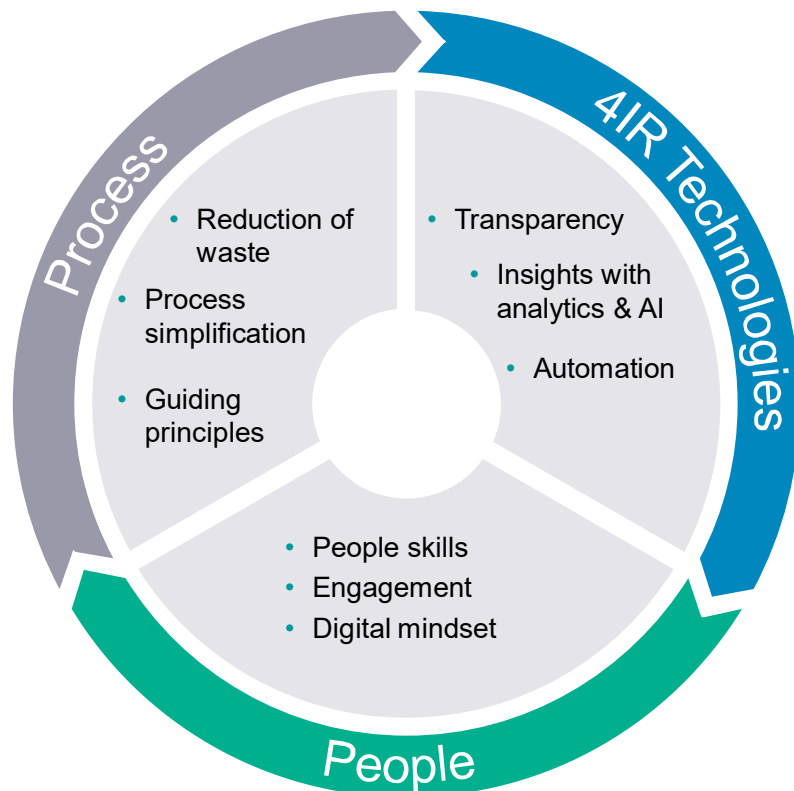 Process
• Reduction of
waste
• Process
simplification
• Guiding
principles
4IR Technologies
• Transparency
• Insights with
analytics & AI
• Automation
• People skills
• Engagement
• Digital mindset
People